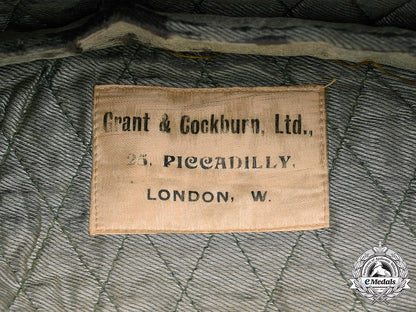 Grant & Cockburn, Ltd.,
25, PICCADILLY,
LONDON, W.
eMedals